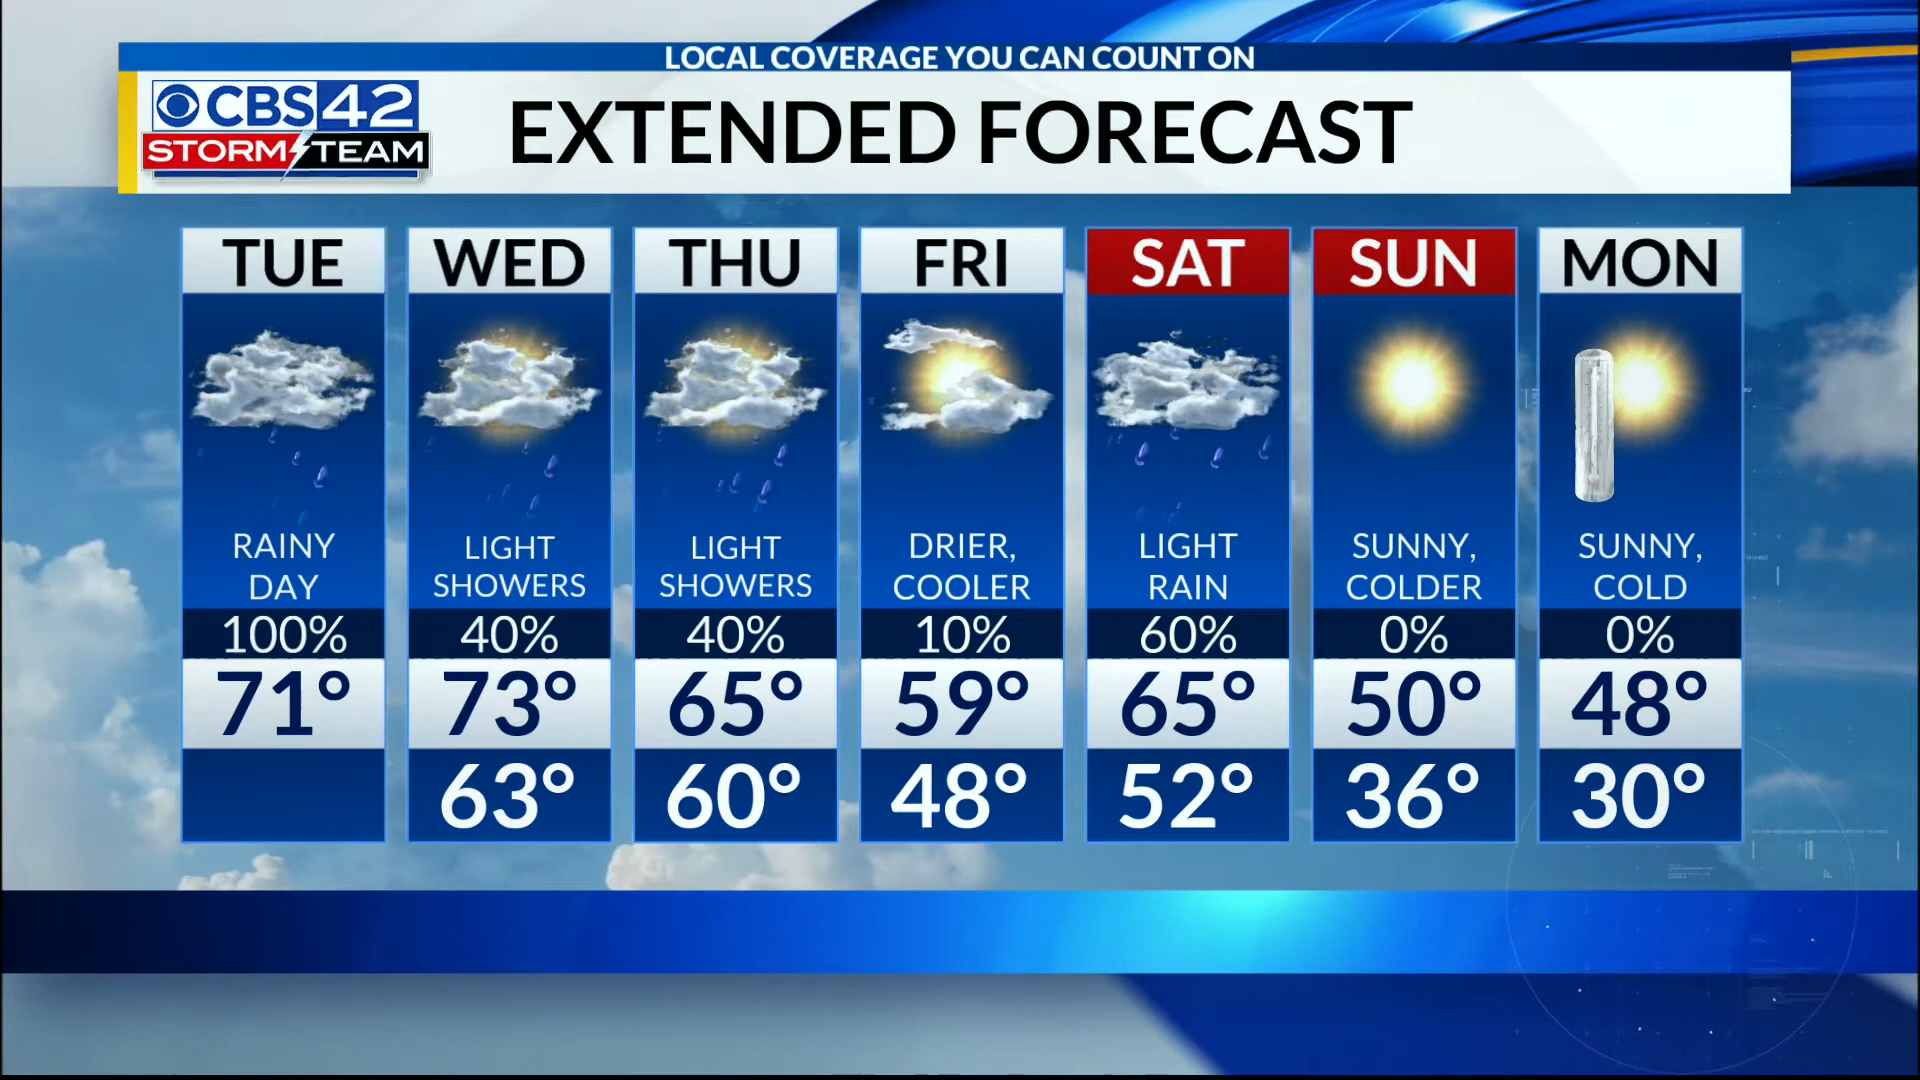 LOCAL COVERAGE YOU CAN COUNT ON
CBS 42
STORM TEAM
EXTENDED FORECAST
TUE WED THU FRI SAT SUN MON
RAINY LIGHT LIGHT DRIER, LIGHT SUNNY, SUNNY,
DAY SHOWERS SHOWERS COOLER RAIN COLDER COLD
100% 40% 40% 10% 60% 0% 0%
71° 73° 65° 59° 65° 50° 48°
63° 60° 48° 52° 36° 30°